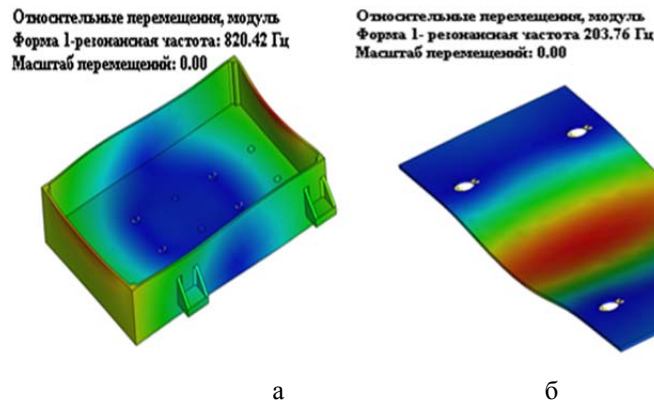 Относительные перемещения, модуль
Форма 1-резонансная частота: 820.42 Гц
Масштаб перемещений: 0.00
Относительные перемещения, модуль
Форма 1- резонансная частота 203.76 Гц
Масштаб перемещений: 0.00
а
б